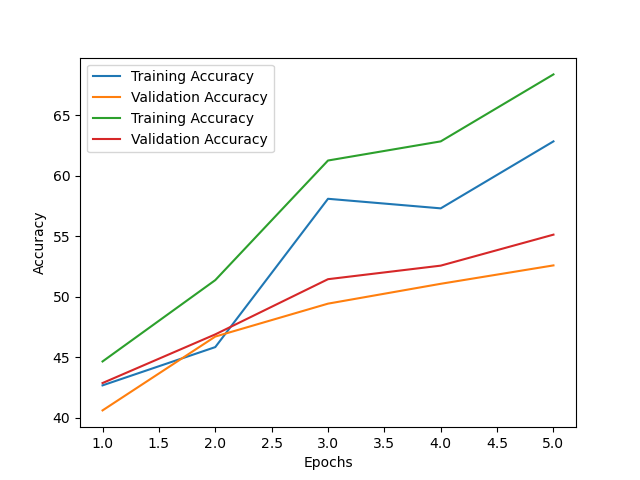 Training Accuracy
Validation Accuracy
Training Accuracy
Validation Accuracy
65
60
55
50
45
40
Accuracy
1.0 1.5 2.0 2.5 3.0 3.5 4.0 4.5 5.0
Epochs